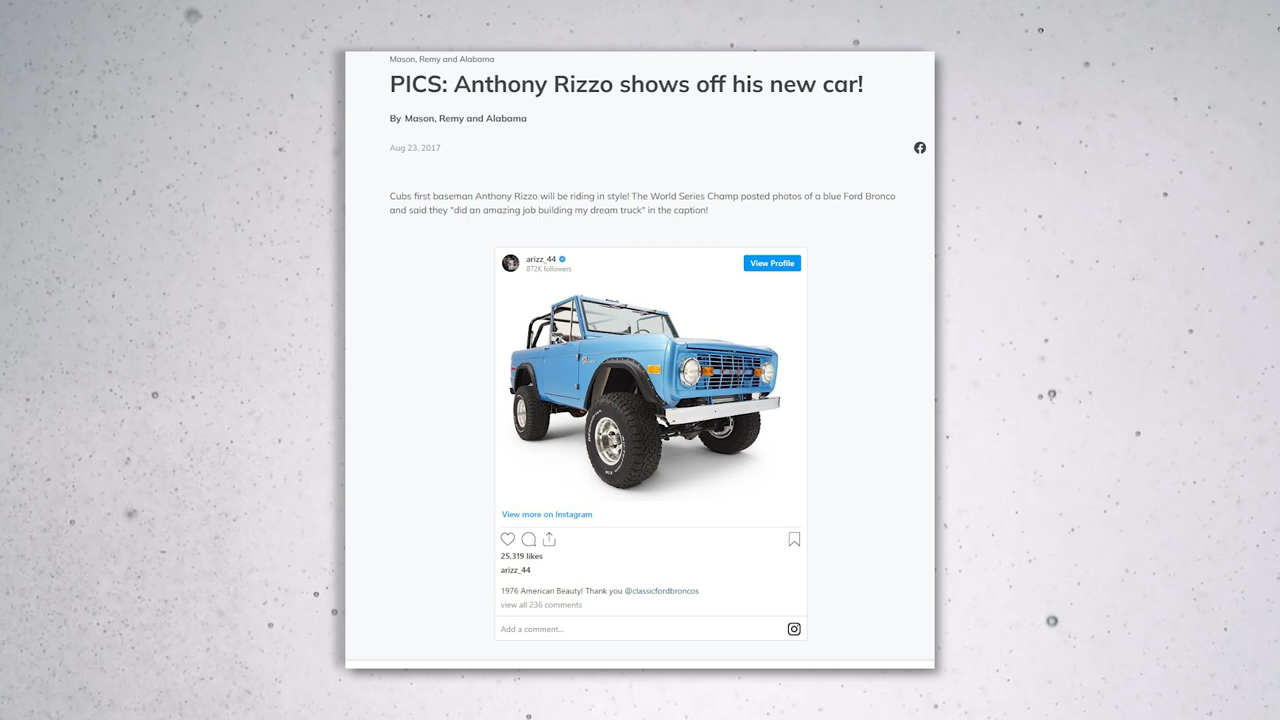 Mason, Remy and Alabama
PICS: Anthony Rizzo shows off his new car!
By Mason, Remy and Alabama
Aug 23, 2017
Cubs first baseman Anthony Rizzo will be riding in style! The World Series Champ posted photos of a blue Ford Bronco
and said they "did an amazing job building my dream truck" in the caption!
arizz_44
872K followers
View Profile
View more on Instagram
25,319 likes
arizz_44
1976 American Beauty! Thank you @classicfordbroncos
view all 236 comments
Add a comment...